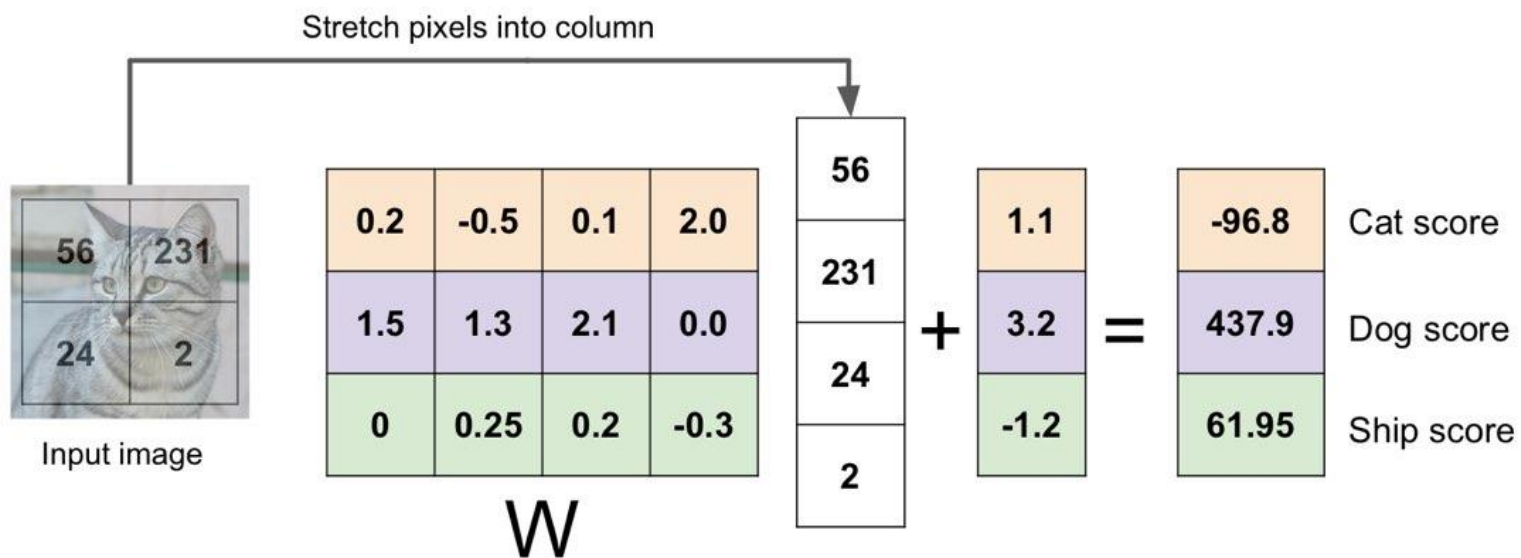 Stretch pixels into column
56 231
24 2
Input image
0.2 -0.5 0.1 2.0
1.5 1.3 2.1 0.0
0 0.25 0.2 -0.3
W
56
231
24
2
+
1.1
3.2
-1.2
=
-96.8 Cat score
437.9 Dog score
61.95 Ship score